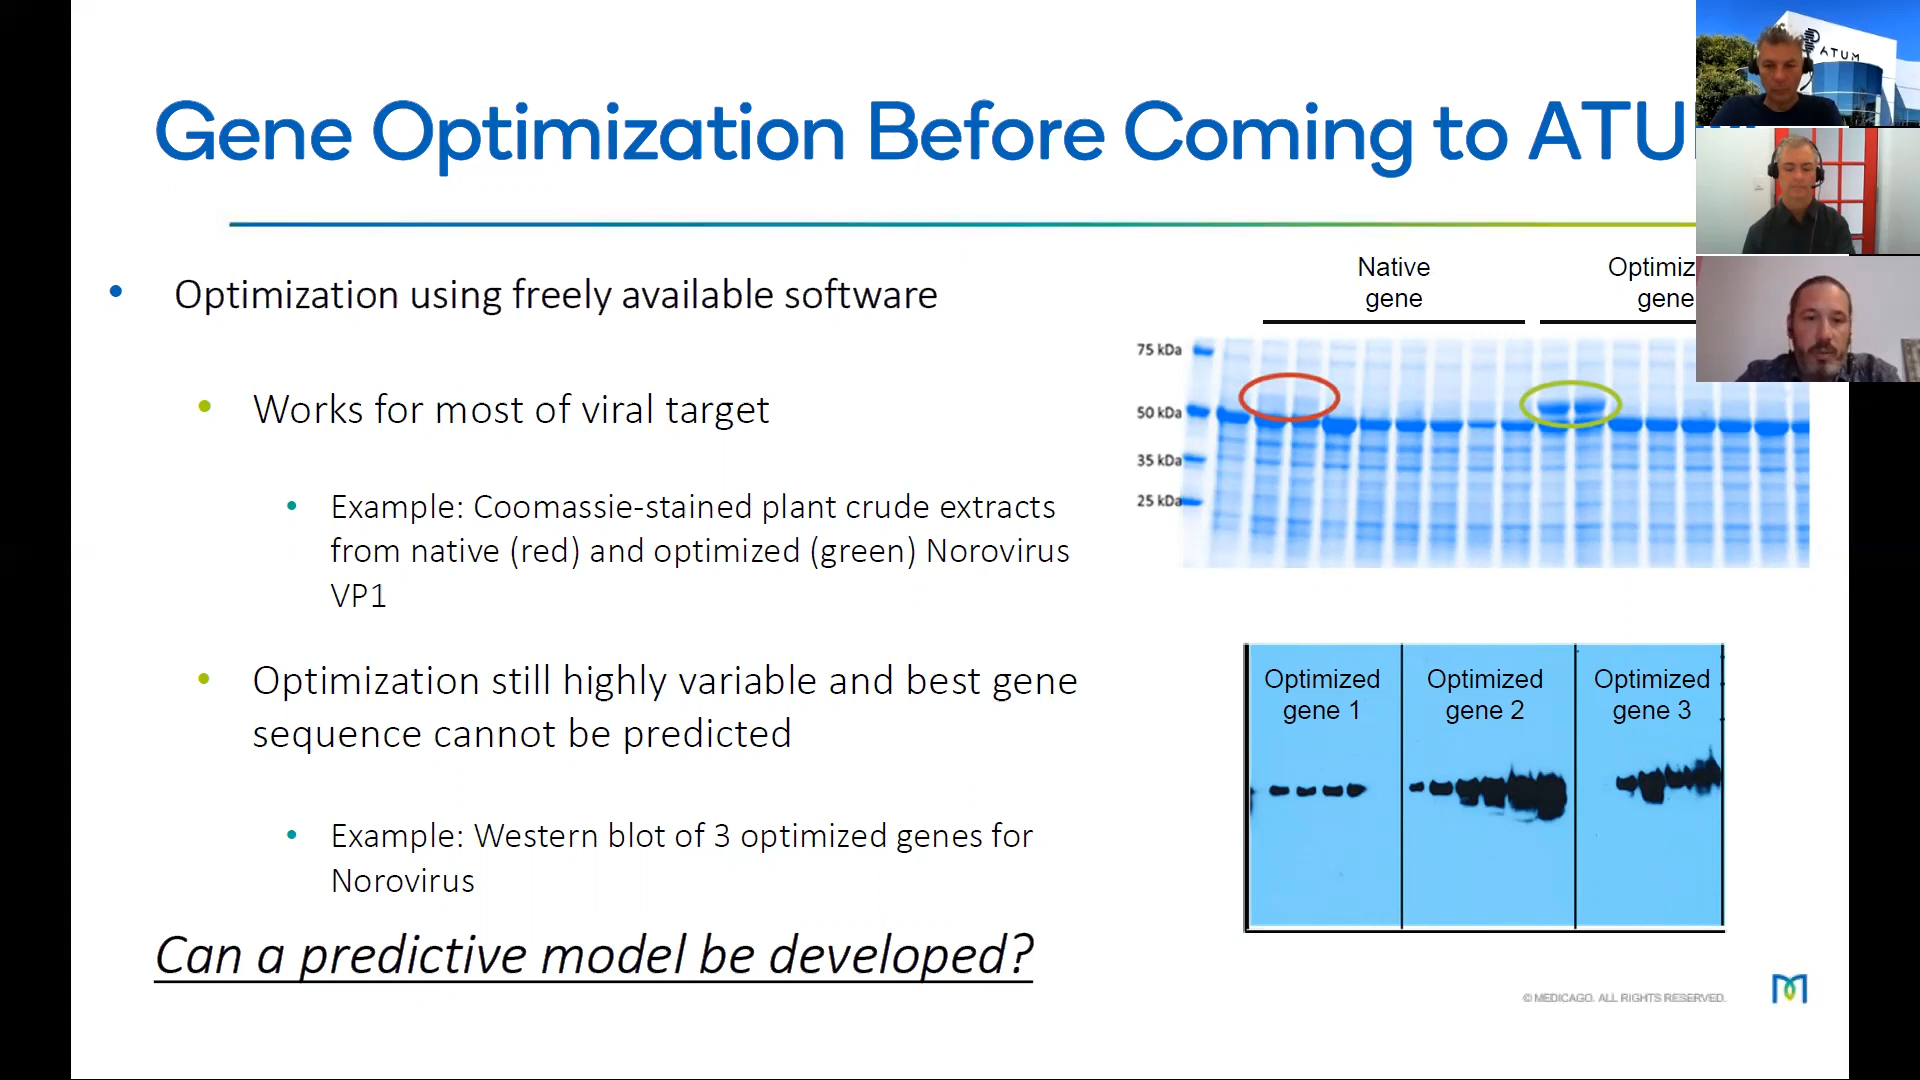 Gene Optimization Before Coming to ATU
ATUM
Optimization using freely available software
Works for most of viral target
Example: Coomassie-stained plant crude extracts
from native (red) and optimized (green) Norovirus
VP1
Optimization still highly variable and best gene
sequence cannot be predicted
Example: Western blot of 3 optimized genes for
Norovirus
Can a predictive model be developed?
Native
gene
Optimiz
gene
75 kDa
50 kDa
35 kDa
25 kDa
Optimized
gene 1
Optimized
gene 2
Optimized
gene 3
© MEDICAGO. ALL RIGHTS RESERVED.